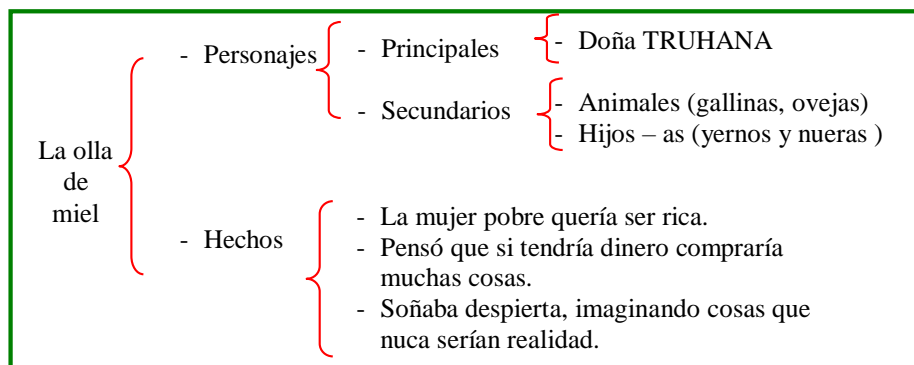 La olla
de
miel
- Personajes
- Principales
- Doña TRUHANA
- Secundarios
- Animales (gallinas, ovejas)
- Hijos – as (yernos y nueras )
- Hechos
- La mujer pobre quería ser rica.
- Pensó que si tendría dinero compraría
muchas cosas.
- Soñaba despierta, imaginando cosas que
nuca serían realidad.